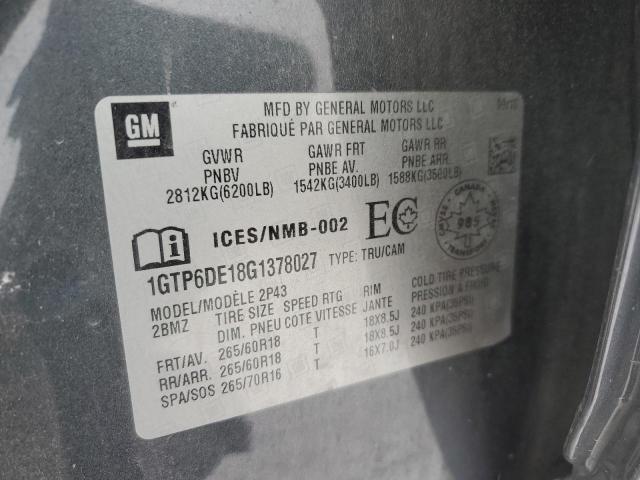 GM
MFD BY GENERAL MOTORS LLC
FABRIQUÉ PAR GENERAL MOTORS LLC
GVWR GAWR FRT GAWR RR
PNBV PNBE AV. PNBE ARR.
2812KG(6200LB) 1542KG(3400LB) 1588KG(3500LB)
ICES/NMB-002 EC
CANADA
985
TRANSPORT
1GTP6DE18G1378027 TYPE: TRU/CAM
MODEL/MODÈLE 2P43
2BMZ TIRE SIZE SPEED RTG RIM COLD TIRE PRESSURE
DIM. PNEU COTE VITESSE JANTE PRESSION A FROID
FRT/AV. 265/60R18 T 18X8.5J 240 KPA(35PSI)
RR/ARR. 265/60R18 T 18X8.5J 240 KPA(35PSI)
SPA/SOS 265/70R16 T 16X7.0J 240 KPA(35PSI)